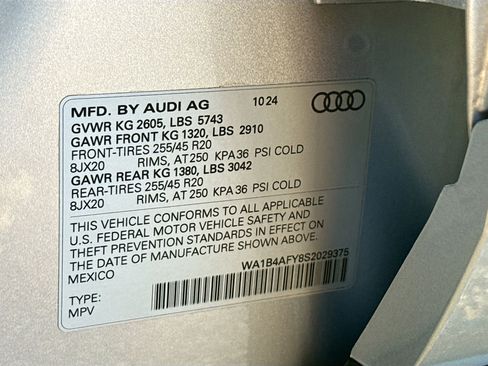 MFD. BY AUDI AG 10 24
GVWR KG 2605, LBS 5743
GAWR FRONT KG 1320, LBS 2910
FRONT-TIRES 255/45 R20
8JX20 RIMS, AT 250 KPA 36 PSI COLD
GAWR REAR KG 1380, LBS 3042
REAR-TIRES 255/45 R20
8JX20 RIMS, AT 250 KPA 36 PSI COLD
THIS VEHICLE CONFORMS TO ALL APPLICABLE
U.S. FEDERAL MOTOR VEHICLE SAFETY AND
THEFT PREVENTION STANDARDS IN EFFECT ON
THE DATE OF MANUFACTURE SHOWN ABOVE.
MEXICO
WA1B4AFY8S2029375
TYPE:
MPV